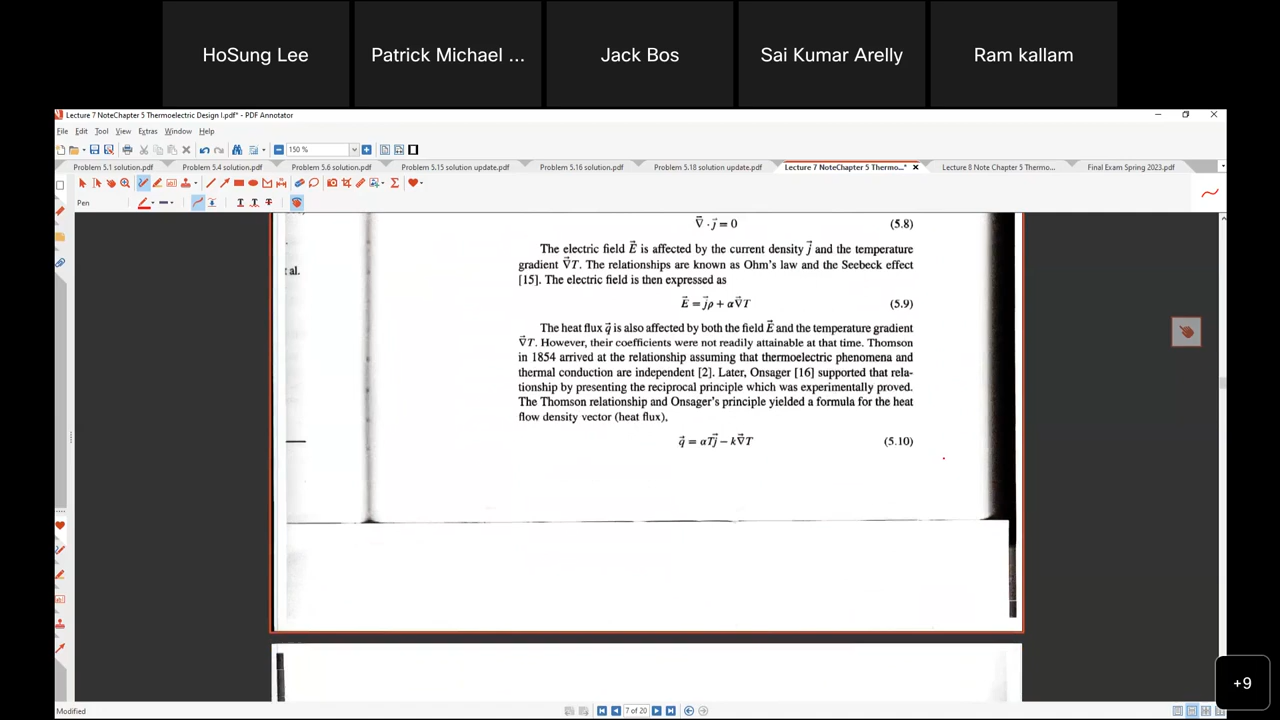 HoSung Lee
Patrick Michael ...
Jack Bos
Sai Kumar Arelly
Ram kallam
Lecture 7 NoteChapter 5 Thermoelectric Design I.pdf* - PDF Annotator
File Edit Tool View Extras Window Help
150 %
Problem 5.1 solution.pdf
Problem 5.4 solution.pdf
Problem 5.6 solution.pdf
Problem 5.15 solution update.pdf
Problem 5.16 solution.pdf
Problem 5.18 solution update.pdf
Lecture 7 NoteChapter 5 Thermo...*
Lecture 8 Note Chapter 5 Thermo...
Final Exam Spring 2023.pdf
Pen
∇⃗ · j⃗ = 0 (5.8)
t al.
The electric field E⃗ is affected by the current density j⃗ and the temperature
gradient ∇⃗T. The relationships are known as Ohm's law and the Seebeck effect
[15]. The electric field is then expressed as
E⃗ = j⃗ρ + α∇⃗T (5.9)
The heat flux q⃗ is also affected by both the field E⃗ and the temperature gradient
∇⃗T. However, their coefficients were not readily attainable at that time. Thomson
in 1854 arrived at the relationship assuming that thermoelectric phenomena and
thermal conduction are independent [2]. Later, Onsager [16] supported that rela-
tionship by presenting the reciprocal principle which was experimentally proved.
The Thomson relationship and Onsager's principle yielded a formula for the heat
flow density vector (heat flux),
q⃗ = αTj⃗ − k∇⃗T (5.10)
+9
Modified
7 of 20